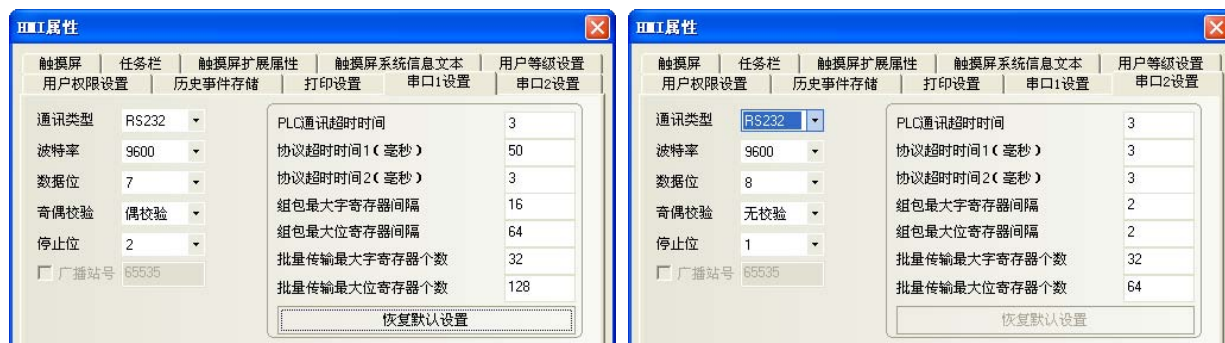 HMI属性
触摸屏 任务栏 触摸屏扩展属性 触摸屏系统信息文本 用户等级设置
用户权限设置 历史事件存储 打印设置 串口1设置 串口2设置
通讯类型 RS232
波特率 9600
数据位 7
奇偶校验 偶校验
停止位 2
广播站号 65535
PLC通讯超时时间 3
协议超时时间1(毫秒) 50
协议超时时间2(毫秒) 3
组包最大字寄存器间隔 16
组包最大位寄存器间隔 64
批量传输最大字寄存器个数 32
批量传输最大位寄存器个数 128
恢复默认设置
HMI属性
触摸屏 任务栏 触摸屏扩展属性 触摸屏系统信息文本 用户等级设置
用户权限设置 历史事件存储 打印设置 串口1设置 串口2设置
通讯类型 RS232
波特率 9600
数据位 8
奇偶校验 无校验
停止位 1
广播站号 65535
PLC通讯超时时间 3
协议超时时间1(毫秒) 3
协议超时时间2(毫秒) 3
组包最大字寄存器间隔 2
组包最大位寄存器间隔 2
批量传输最大字寄存器个数 32
批量传输最大位寄存器个数 64
恢复默认设置